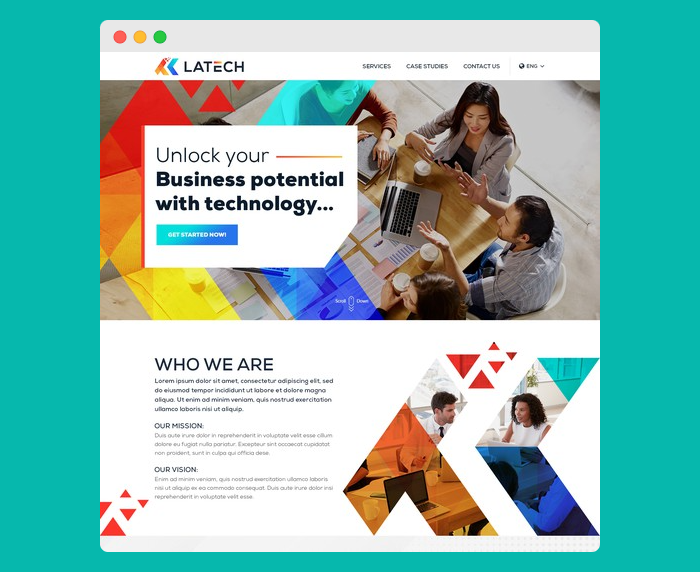 LATECH
SERVICES CASE STUDIES CONTACT US ENG
Unlock your
Business potential
with technology...
GET STARTED NOW!
Scroll Down
WHO WE ARE
Lorem ipsum dolor sit amet, consectetur adipiscing elit, sed
do eiusmod tempor incididunt ut labore et dolore magna
aliqua. Ut enim ad minim veniam, quis nostrud exercitation
ullamco laboris nisi ut aliquip.
OUR MISSION:
Duis aute irure dolor in reprehenderit in voluptate velit esse cillum
dolore eu fugiat nulla pariatur. Excepteur sint occaecat cupidatat
non proident, sunt in culpa qui officia dese.
OUR VISION:
Enim ad minim veniam, quis nostrud exercitation ullamco laboris
nisi ut aliquip ex ea commodo consequat. Duis aute irure dolor insi
reprehenderit in voluptate velit esse.